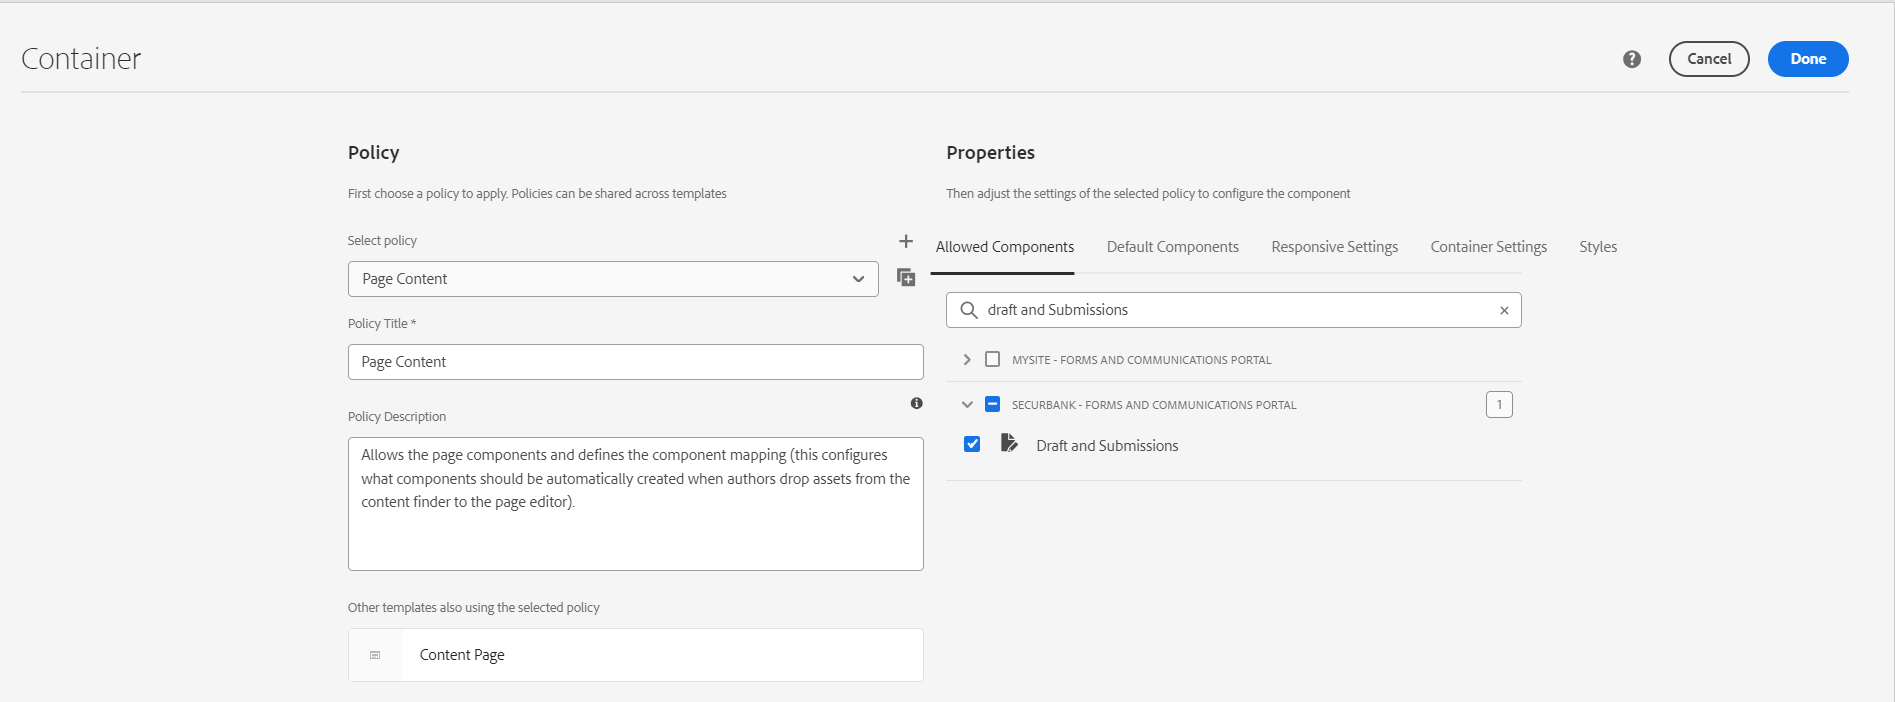 Container
Cancel
Done
Policy
First choose a policy to apply. Policies can be shared across templates
Select policy
Page Content
Policy Title *
Page Content
Policy Description
Allows the page components and defines the component mapping (this configures
what components should be automatically created when authors drop assets from the
content finder to the page editor).
Other templates also using the selected policy
Content Page
Properties
Then adjust the settings of the selected policy to configure the component
Allowed Components Default Components Responsive Settings Container Settings Styles
draft and Submissions
MYSITE - FORMS AND COMMUNICATIONS PORTAL
SECURBANK - FORMS AND COMMUNICATIONS PORTAL 1
Draft and Submissions